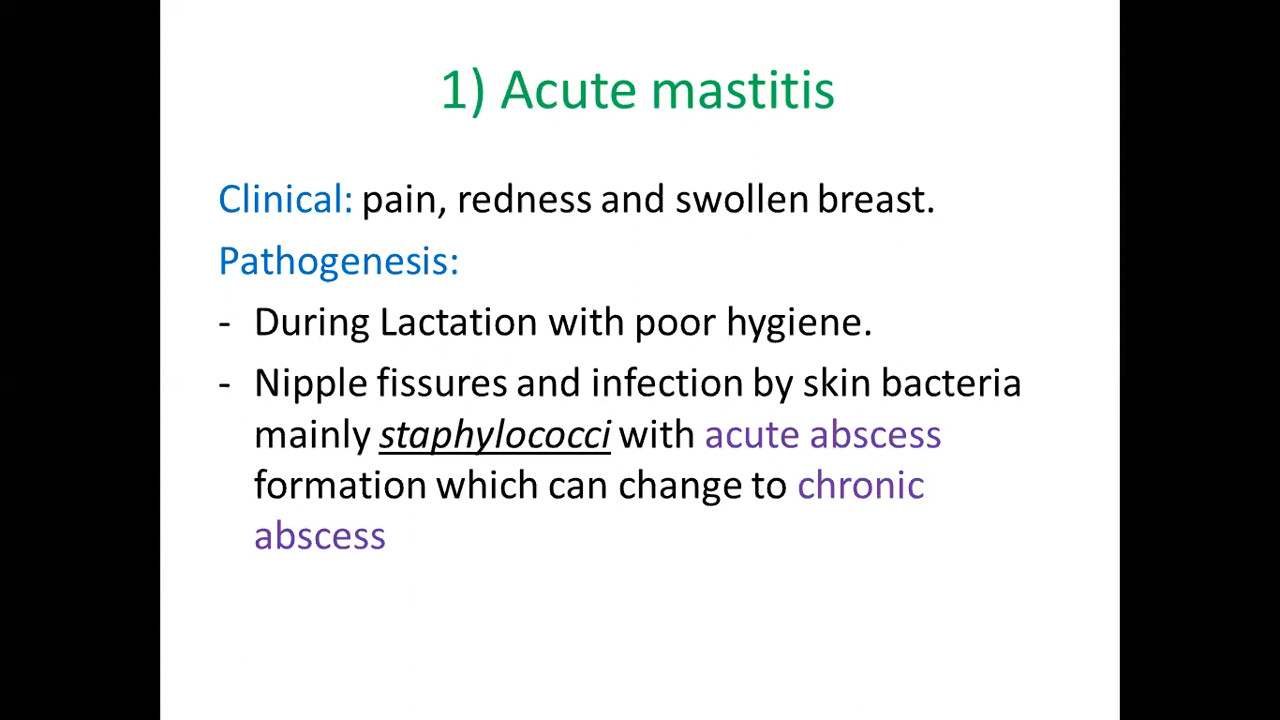 1) Acute mastitis
Clinical: pain, redness and swollen breast.
Pathogenesis:
- During Lactation with poor hygiene.
- Nipple fissures and infection by skin bacteria
mainly staphylococci with acute abscess
formation which can change to chronic
abscess